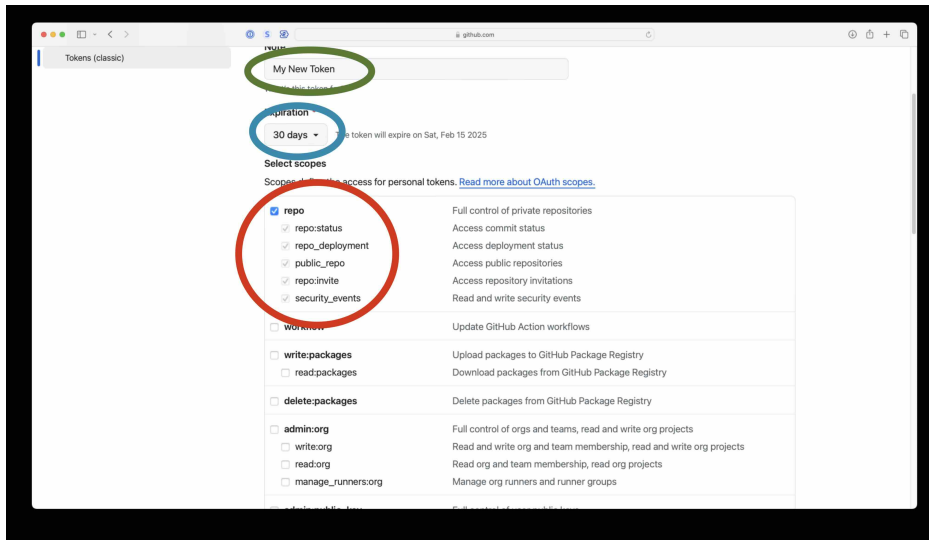 github.com
Tokens (classic)
Note
My New Token
Expiration
30 days
The token will expire on Sat, Feb 15 2025
Select scopes
Scopes define the access for personal tokens. Read more about OAuth scopes.
repo Full control of private repositories
repo:status Access commit status
repo_deployment Access deployment status
public_repo Access public repositories
repo:invite Access repository invitations
security_events Read and write security events
workflow Update GitHub Action workflows
write:packages Upload packages to GitHub Package Registry
read:packages Download packages from GitHub Package Registry
delete:packages Delete packages from GitHub Package Registry
admin:org Full control of orgs and teams, read and write org projects
write:org Read and write org and team membership, read and write org projects
read:org Read org and team membership, read org projects
manage_runners:org Manage org runners and runner groups